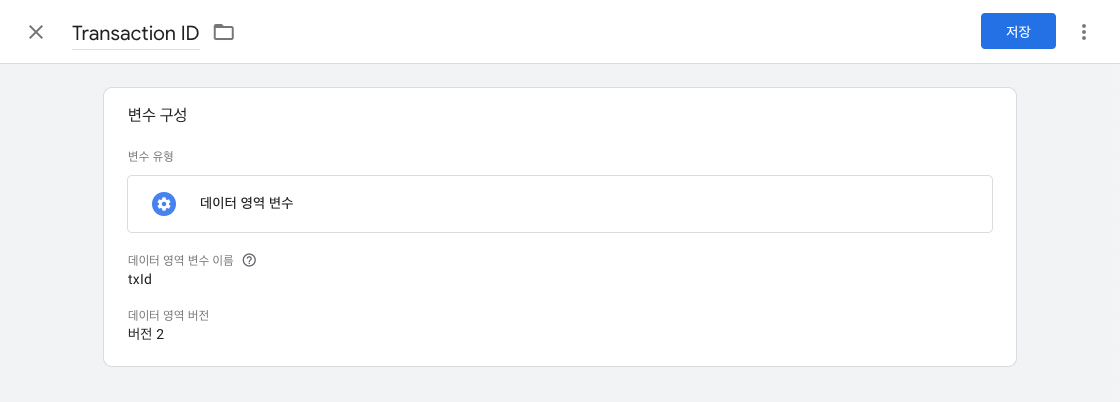 Transaction ID
저장
변수 구성
변수 유형
데이터 영역 변수
데이터 영역 변수 이름
txId
데이터 영역 버전
버전 2